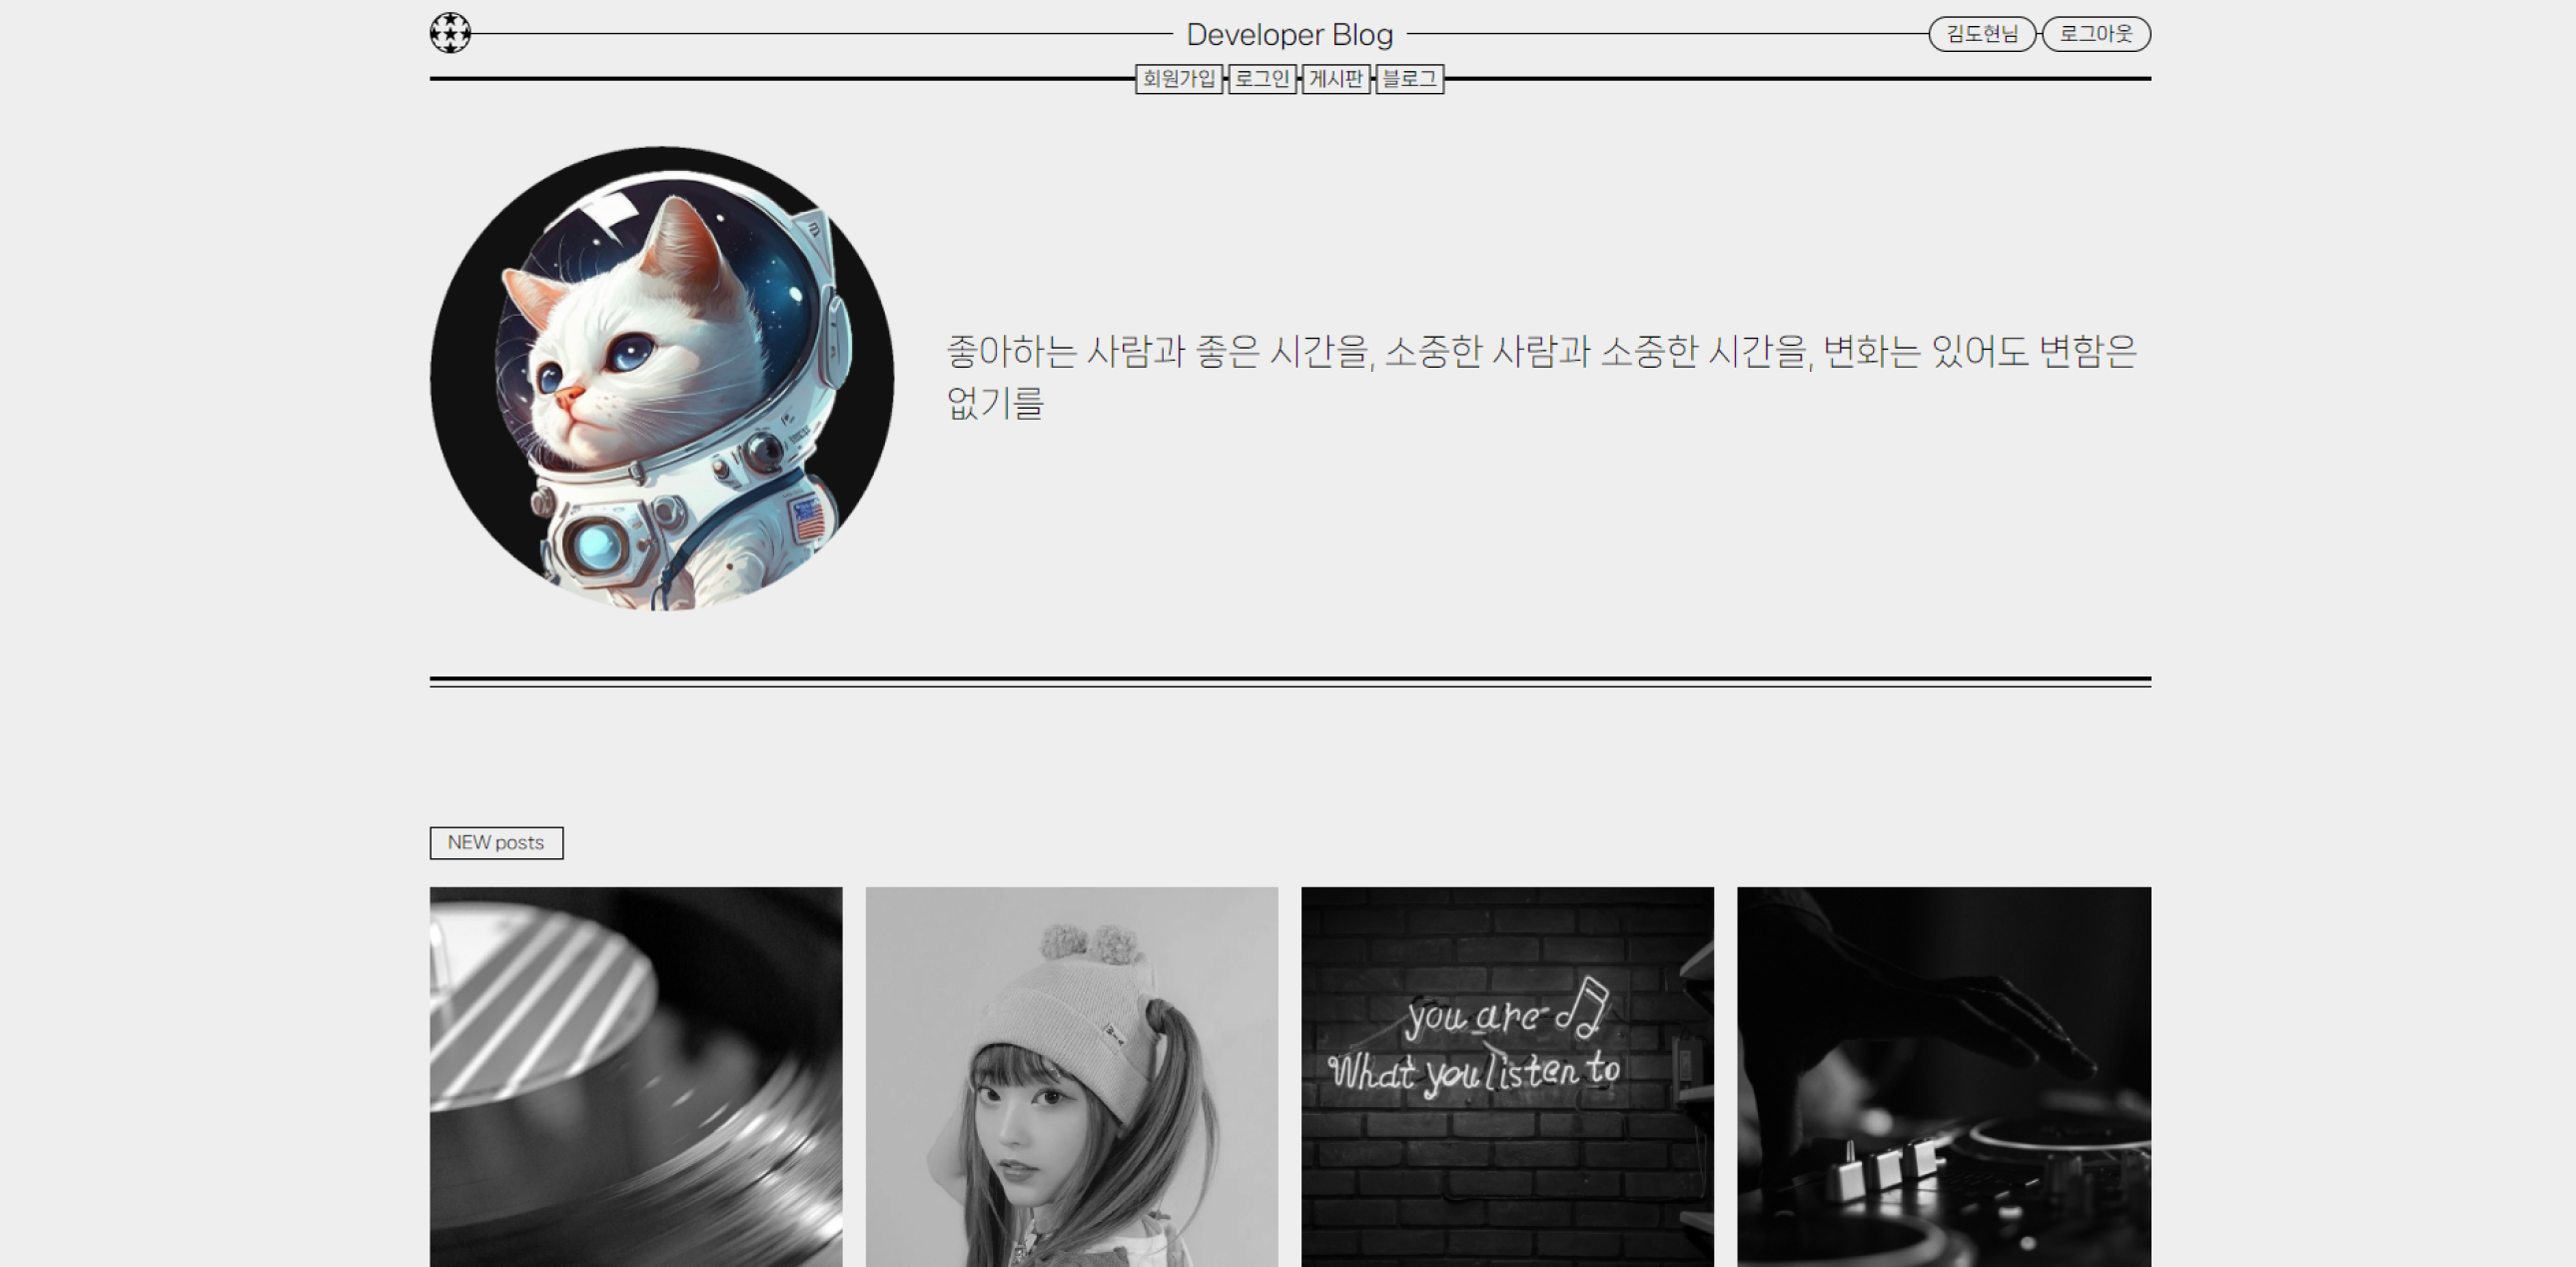 Developer Blog
김도현님 로그아웃
회원가입 로그인 게시판 블로그
좋아하는 사람과 좋은 시간을, 소중한 사람과 소중한 시간을, 변화는 있어도 변함은
없기를
NEW posts
you are
What you listen to